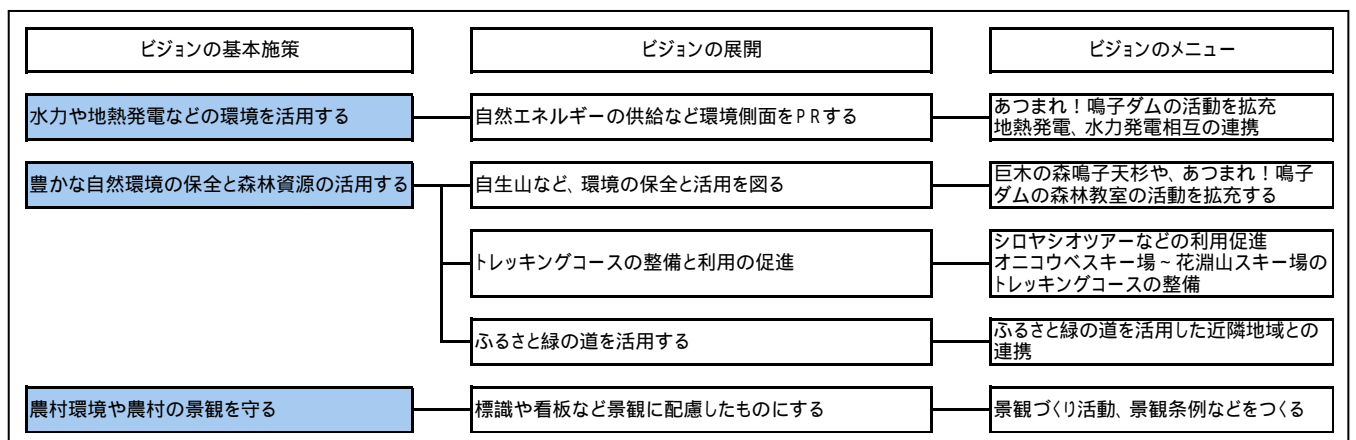 ビジョンの基本施策
ビジョンの展開
ビジョンのメニュー
水力や地熱発電などの環境を活用する
自然エネルギーの供給など環境側面をPRする
あつまれ！鳴子ダムの活動を拡充
地熱発電、水力発電相互の連携
豊かな自然環境の保全と森林資源の活用する
自生山など、環境の保全と活用を図る
巨木の森鳴子天杉や、あつまれ！鳴子
ダムの森林教室の活動を拡充する
トレッキングコースの整備と利用の促進
シロヤシオツアーなどの利用促進
オニコウベスキー場～花淵山スキー場の
トレッキングコースの整備
ふるさと緑の道を活用する
ふるさと緑の道を活用した近隣地域との
連携
農村環境や農村の景観を守る
標識や看板など景観に配慮したものにする
景観づくり活動、景観条例などをつくる